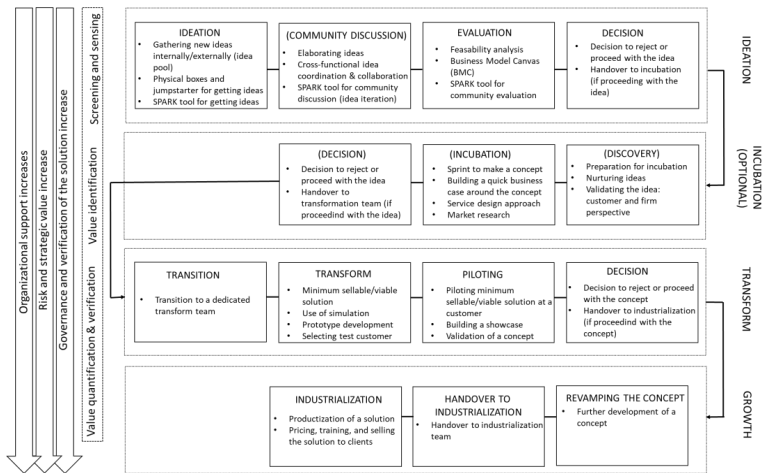 Organizational support increases
Risk and strategic value increase
Governance and verification of the solution increase
Screening and sensing
Value identification
Value quantification & verification
IDEATION
• Gathering new ideas
internally/externally (idea
pool)
• Physical boxes and
jumpstarter for getting ideas
• SPARK tool for getting ideas
(COMMUNITY DISCUSSION)
• Elaborating ideas
• Cross-functional idea
coordination & collaboration
• SPARK tool for community
discussion (idea iteration)
EVALUATION
• Feasability analysis
• Business Model Canvas
(BMC)
• SPARK tool for
community evaluation
DECISION
• Decision to reject or
proceed with the idea
• Handover to incubation
(if proceeding with the
idea)
IDEATION
(DECISION)
• Decision to reject or
proceed with the idea
• Handover to
transformation team (if
proceedind with the idea)
(INCUBATION)
• Sprint to make a concept
• Building a quick business
case around the concept
• Service design approach
• Market research
(DISCOVERY)
• Preparation for incubation
• Nurturing ideas
• Validating the idea:
customer and firm
perspective
INCUBATION
(OPTIONAL)
TRANSITION
• Transition to a dedicated
transform team
TRANSFORM
• Minimum sellable/viable
solution
• Use of simulation
• Prototype development
• Selecting test customer
PILOTING
• Piloting minimum
sellable/viable solution at a
customer
• Building a showcase
• Validation of a concept
DECISION
• Decision to reject or proceed
with the concept
• Handover to industrialization
(if proceedind with the
concept)
TRANSFORM
INDUSTRIALIZATION
• Productization of a solution
• Pricing, training, and selling
the solution to clients
HANDOVER TO
INDUSTRIALIZATION
• Handover to industrialization
team
REVAMPING THE CONCEPT
• Further development of a
concept
GROWTH